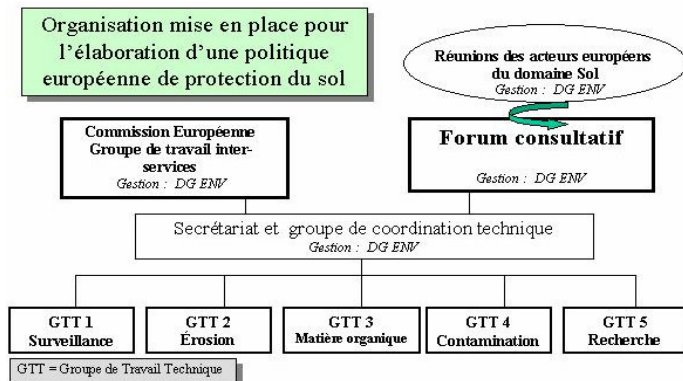 Organisation mise en place pour
l'élaboration d'une politique
européenne de protection du sol
Réunions des acteurs européens
du domaine Sol
Gestion : DG ENV
Commission Européenne
Groupe de travail inter-
services
Gestion : DG ENV
Forum consultatif
Gestion : DG ENV
Secrétariat et groupe de coordination technique
Gestion : DG ENV
GTT 1
Surveillance
GTT 2
Érosion
GTT 3
Matière organique
GTT 4
Contamination
GTT 5
Recherche
GTT = Groupe de Travail Technique